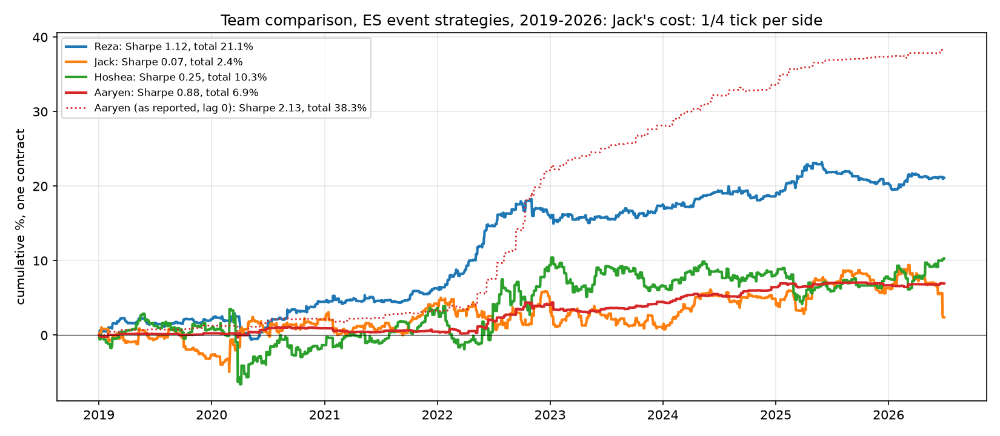 Team comparison, ES event strategies, 2019-2026: Jack's cost: 1/4 tick per side
Reza: Sharpe 1.12, total 21.1%
Jack: Sharpe 0.07, total 2.4%
Hoshea: Sharpe 0.25, total 10.3%
Aaryen: Sharpe 0.88, total 6.9%
Aaryen (as reported, lag 0): Sharpe 2.13, total 38.3%
cumulative %, one contract
40
30
20
10
0
2019 2020 2021 2022 2023 2024 2025 2026